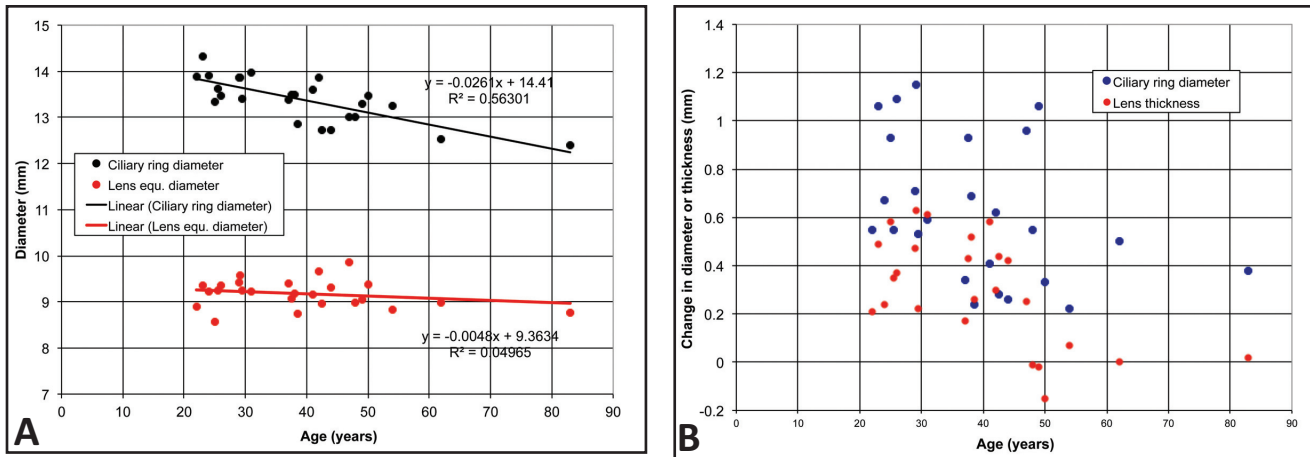 15
14
13
12
11
10
9
8
7
Diameter (mm)
y = -0.0261x + 14.41
R² = 0.56301
Ciliary ring diameter
Lens equ. diameter
Linear (Ciliary ring diameter)
Linear (Lens equ. diameter)
y = -0.0048x + 9.3634
R² = 0.04965
0 10 20 30 40 50 60 70 80 90
Age (years)
A
1.4
1.2
1
0.8
0.6
0.4
0.2
0
-0.2
Change in diameter or thickness (mm)
Ciliary ring diameter
Lens thickness
0 10 20 30 40 50 60 70 80 90
Age (years)
B